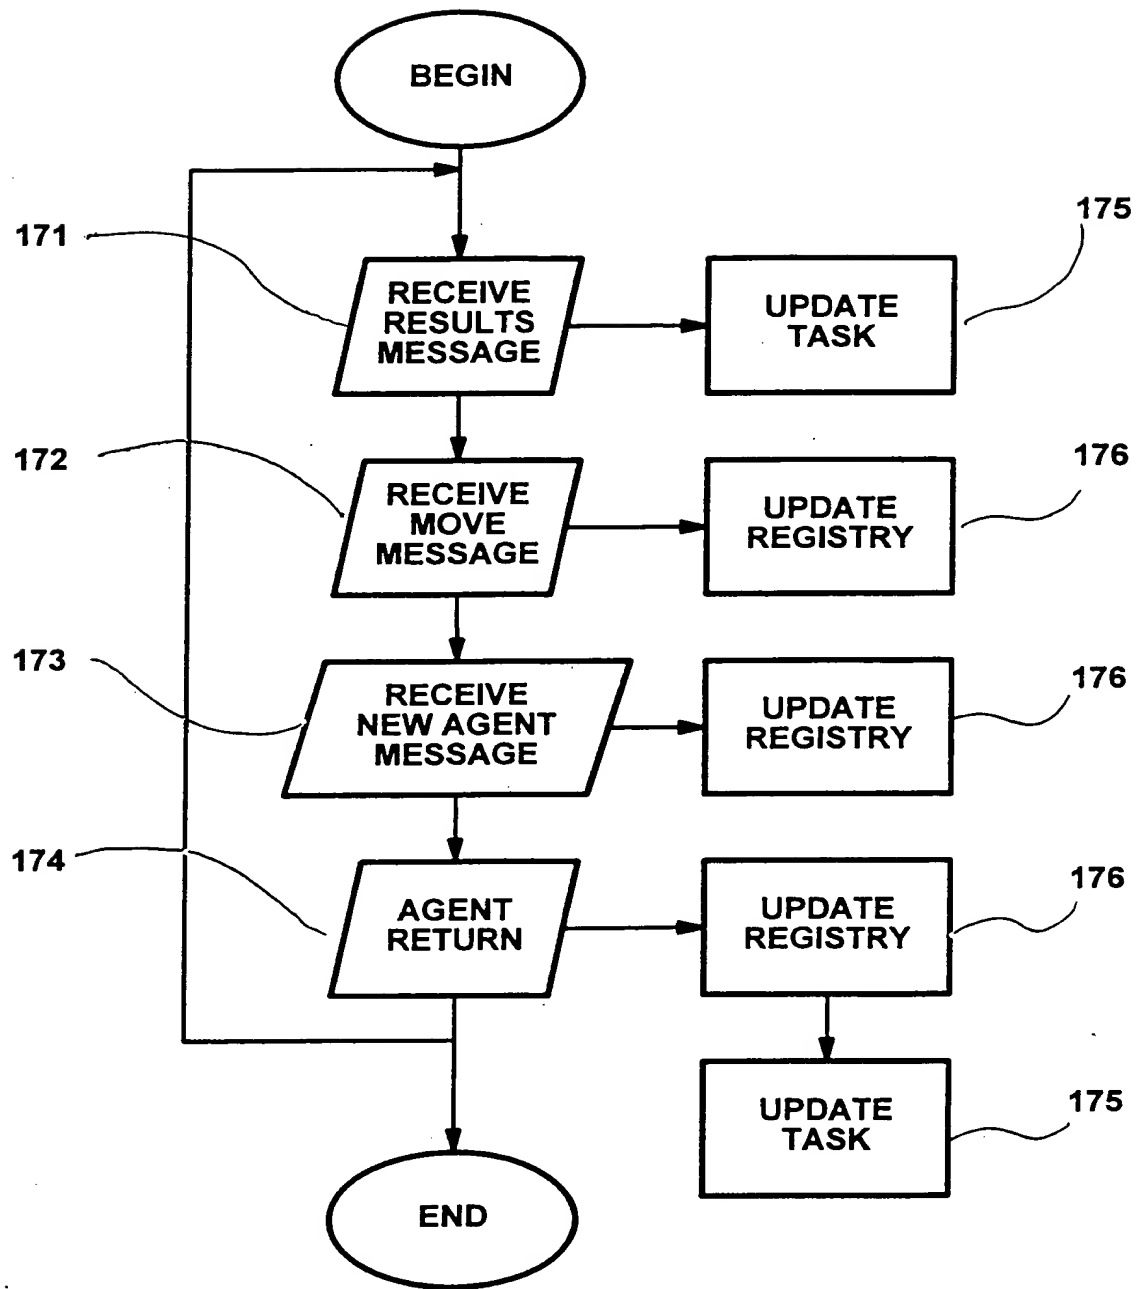 BEGIN
175
171
RECEIVE
RESULTS
MESSAGE
UPDATE
TASK
172
RECEIVE
MOVE
MESSAGE
UPDATE
REGISTRY
176
173
RECEIVE
NEW AGENT
MESSAGE
UPDATE
REGISTRY
176
174
AGENT
RETURN
UPDATE
REGISTRY
176
UPDATE
TASK
175
END